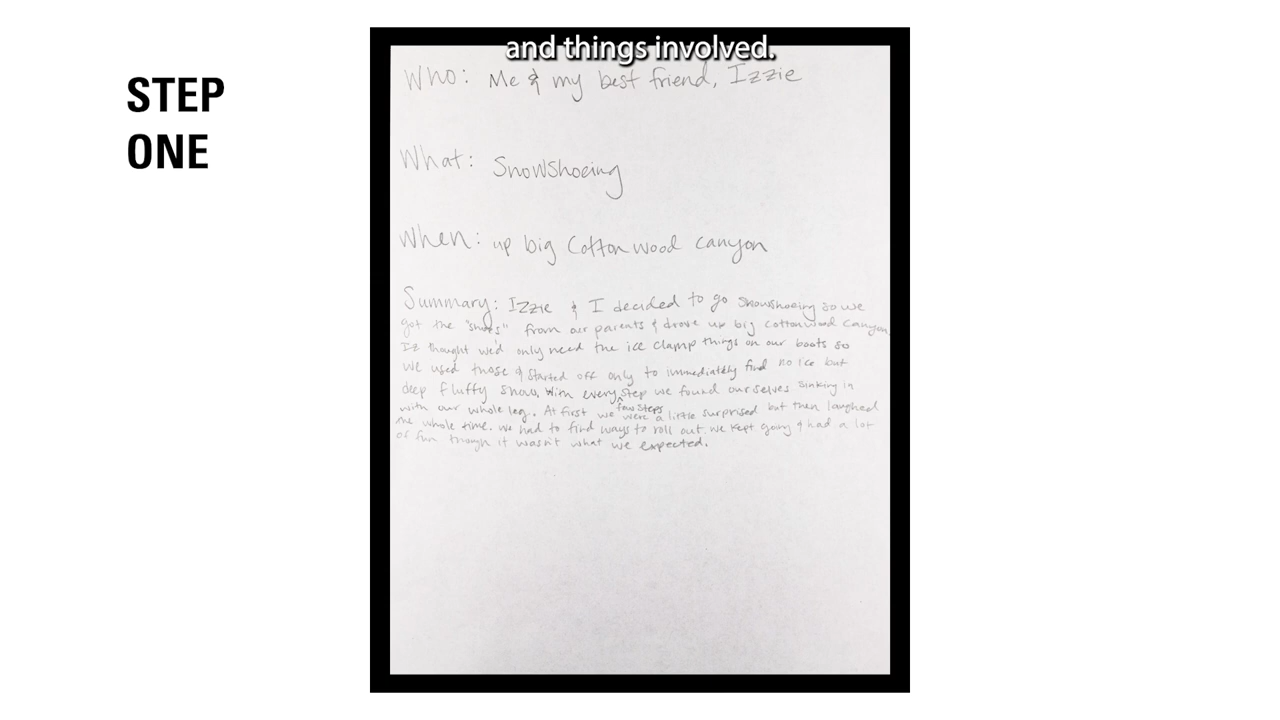 STEP
ONE
and things involved.
Who: Me & my best friend, Izzie
What: Snowshoeing
When: up big Cottonwood canyon
Summary: Izzie & I decided to go snowshoeing so we
got the "shoes" from our parents & drove up big cottonwood canyon
Iz thought we'd only need the ice clamp things on our boots so
we used those & started off only to immediately find no ice but
deep fluffy snow. With every step we found ourselves sinking in
with our whole leg. At first few steps we were a little surprised but then laughed
the whole time. we had to find ways to roll out we kept going & had a lot
of fun though it wasn't what we expected.